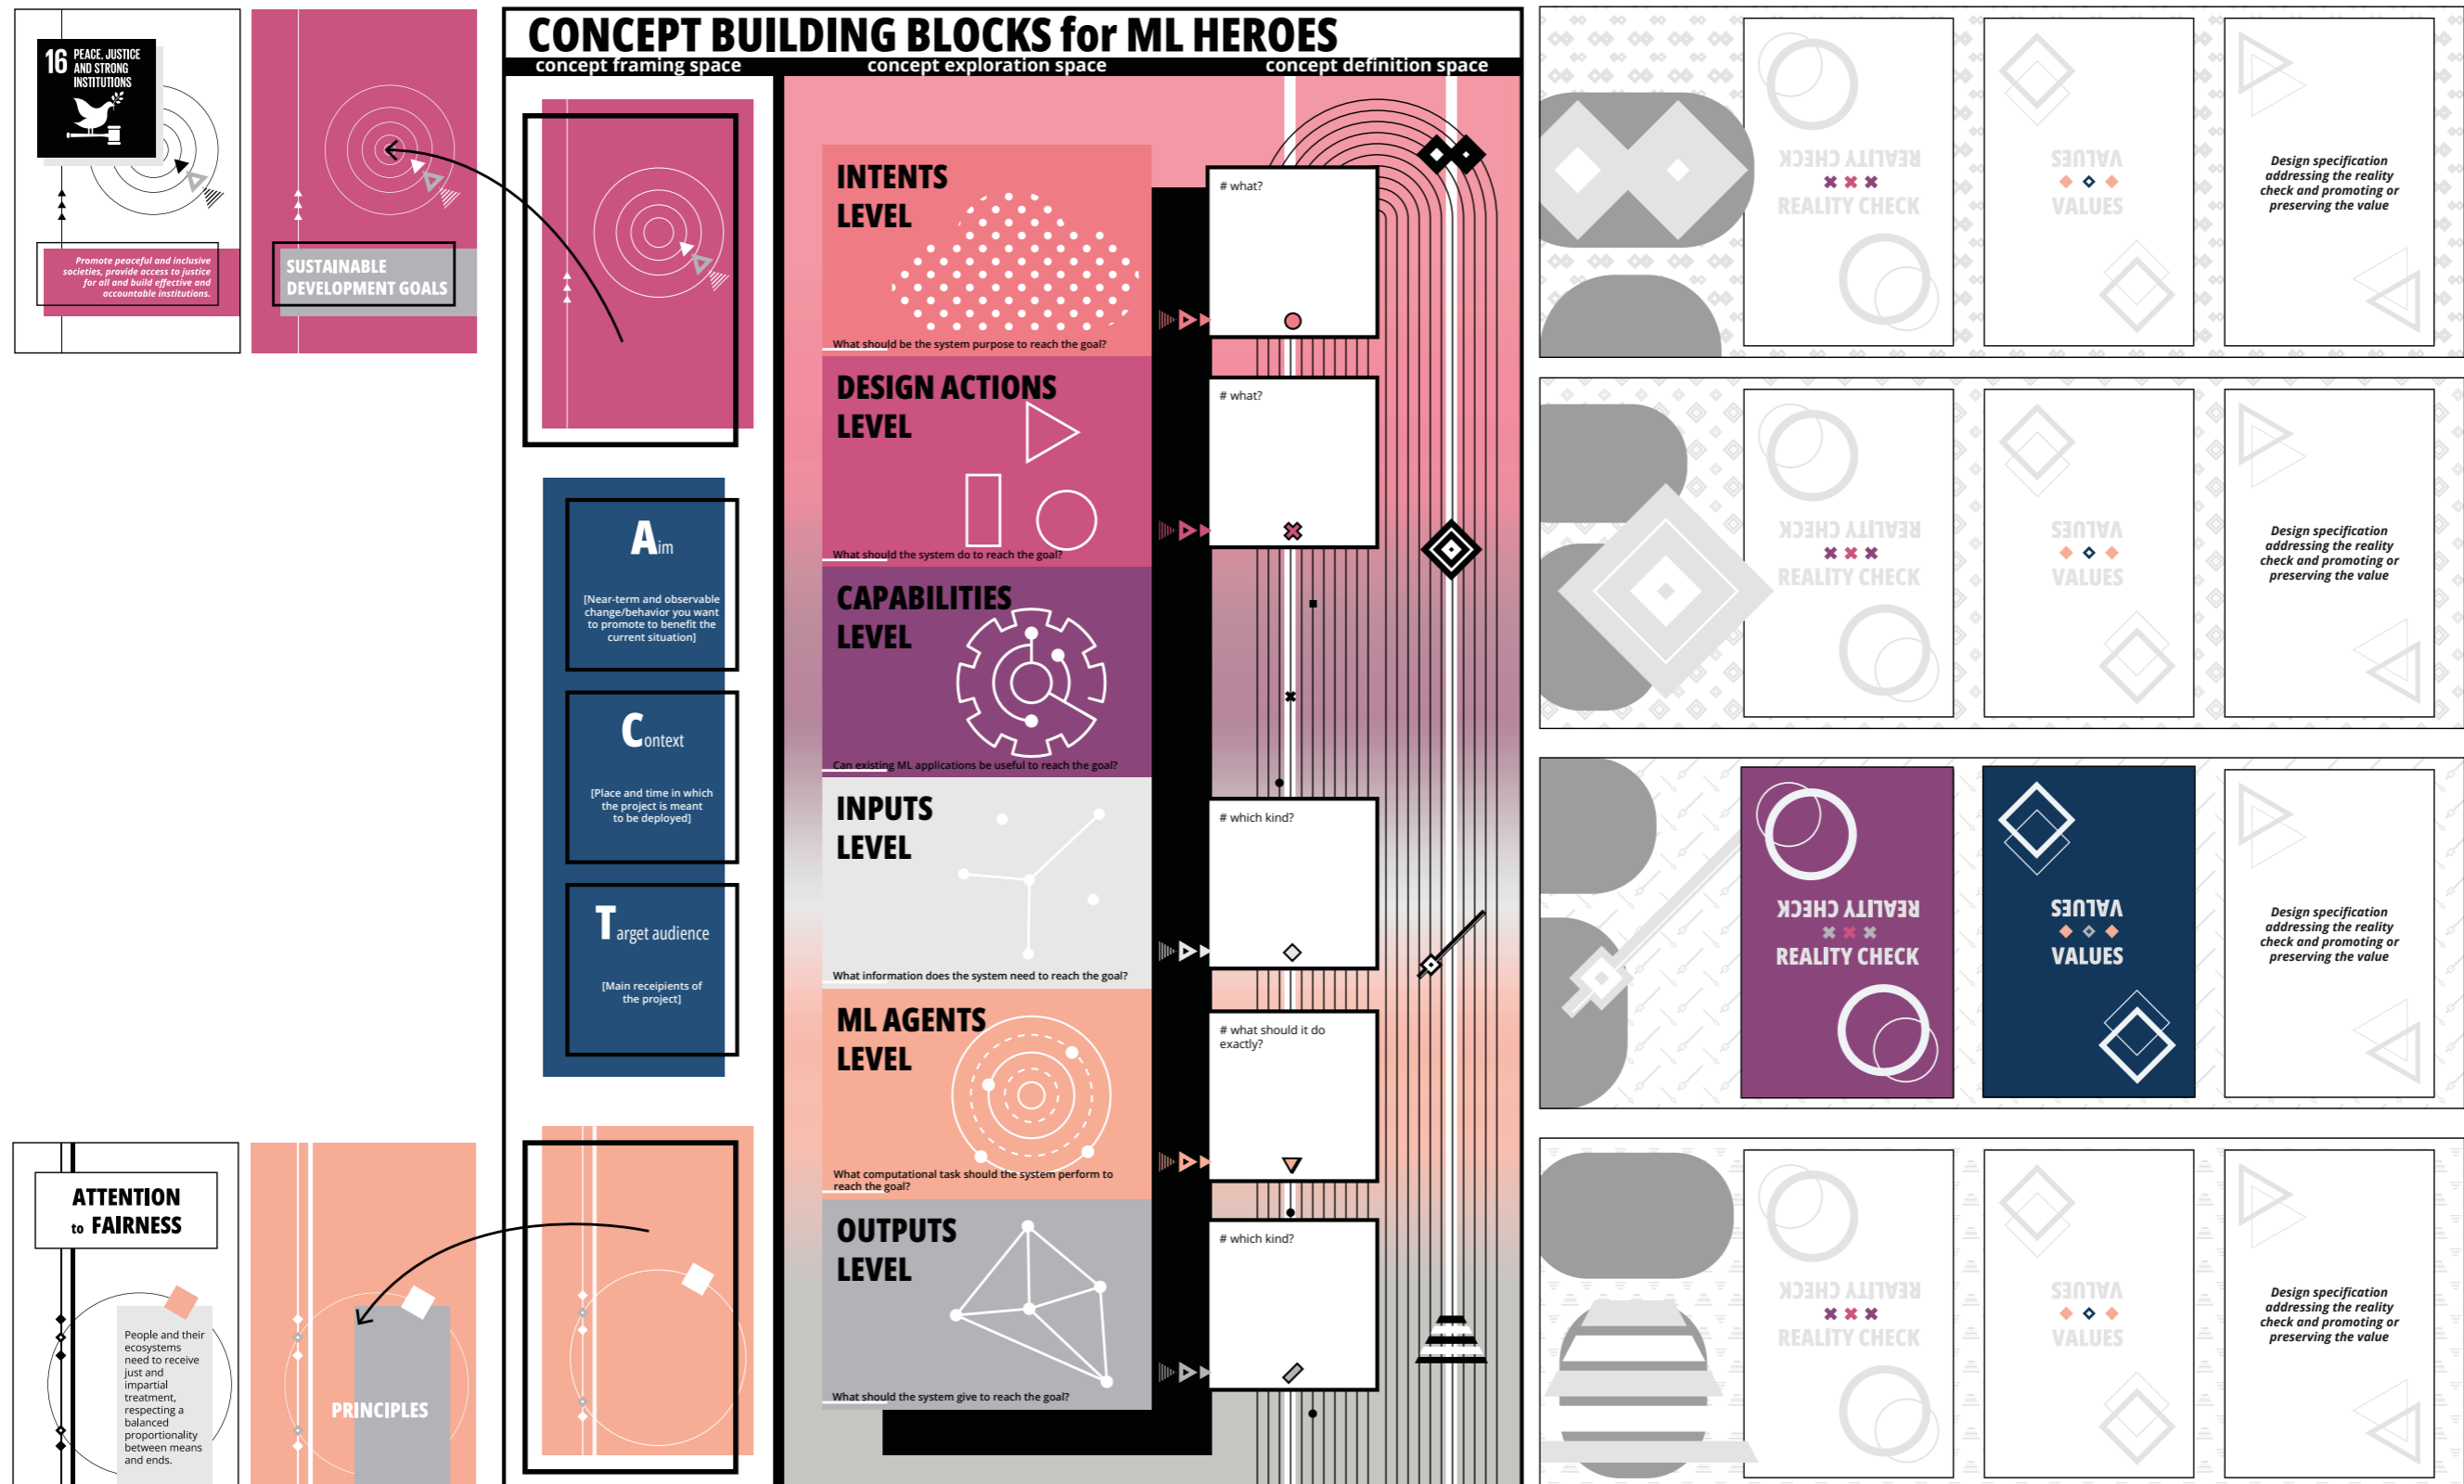 CONCEPT BUILDING BLOCKS for ML HEROES
concept framing space
concept exploration space
concept definition space
16 PEACE, JUSTICE
AND STRONG
INSTITUTIONS
Promote peaceful and inclusive
societies, provide access to justice
for all and build effective and
accountable institutions.
SUSTAINABLE
DEVELOPMENT GOALS
Aim
[Near-term and observable
change/behavior you want
to promote to benefit the
current situation]
Context
[Place and time in which
the project is meant
to be deployed]
Target audience
[Main receipients of
the project]
ATTENTION
to FAIRNESS
People and their
ecosystems
need to receive
just and
impartial
treatment,
respecting a
balanced
proportionality
between means
and ends.
PRINCIPLES
INTENTS
LEVEL
What should be the system purpose to reach the goal?
# what?
DESIGN ACTIONS
LEVEL
What should the system do to reach the goal?
# what?
CAPABILITIES
LEVEL
Can existing ML applications be useful to reach the goal?
INPUTS
LEVEL
What information does the system need to reach the goal?
# which kind?
ML AGENTS
LEVEL
What computational task should the system perform to
reach the goal?
# what should it do
exactly?
OUTPUTS
LEVEL
What should the system give to reach the goal?
# which kind?
REALITY CHECK
REALITY CHECK
VALUES
VALUES
Design specification
addressing the reality
check and promoting or
preserving the value
REALITY CHECK
REALITY CHECK
VALUES
VALUES
Design specification
addressing the reality
check and promoting or
preserving the value
REALITY CHECK
REALITY CHECK
VALUES
VALUES
Design specification
addressing the reality
check and promoting or
preserving the value
REALITY CHECK
REALITY CHECK
VALUES
VALUES
Design specification
addressing the reality
check and promoting or
preserving the value